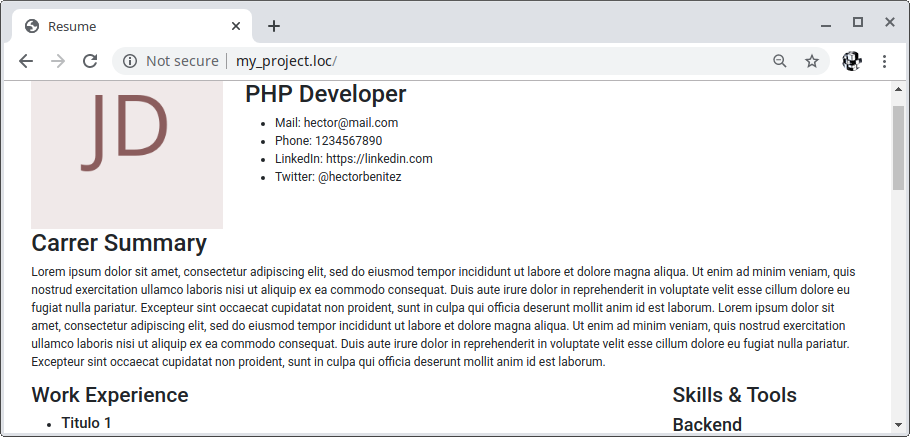 Resume
Not secure
my_project.loc/
JD
PHP Developer
Mail: hector@mail.com
Phone: 1234567890
LinkedIn: https://linkedin.com
Twitter: @hectorbenitez
Carrer Summary
Lorem ipsum dolor sit amet, consectetur adipiscing elit, sed do eiusmod tempor incididunt ut labore et dolore magna aliqua. Ut enim ad minim veniam, quis
nostrud exercitation ullamco laboris nisi ut aliquip ex ea commodo consequat. Duis aute irure dolor in reprehenderit in voluptate velit esse cillum dolore eu
fugiat nulla pariatur. Excepteur sint occaecat cupidatat non proident, sunt in culpa qui officia deserunt mollit anim id est laborum. Lorem ipsum dolor sit
amet, consectetur adipiscing elit, sed do eiusmod tempor incididunt ut labore et dolore magna aliqua. Ut enim ad minim veniam, quis nostrud exercitation
ullamco laboris nisi ut aliquip ex ea commodo consequat. Duis aute irure dolor in reprehenderit in voluptate velit esse cillum dolore eu fugiat nulla pariatur.
Excepteur sint occaecat cupidatat non proident, sunt in culpa qui officia deserunt mollit anim id est laborum.
Work Experience
Titulo 1
Skills & Tools
Backend